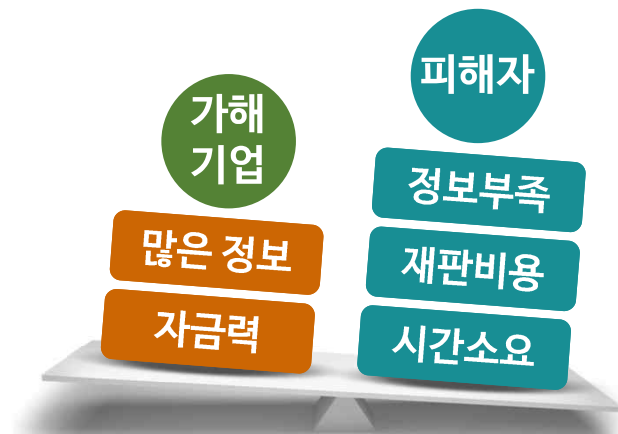 가해
기업
많은 정보
자금력
피해자
정보부족
재판비용
시간소요